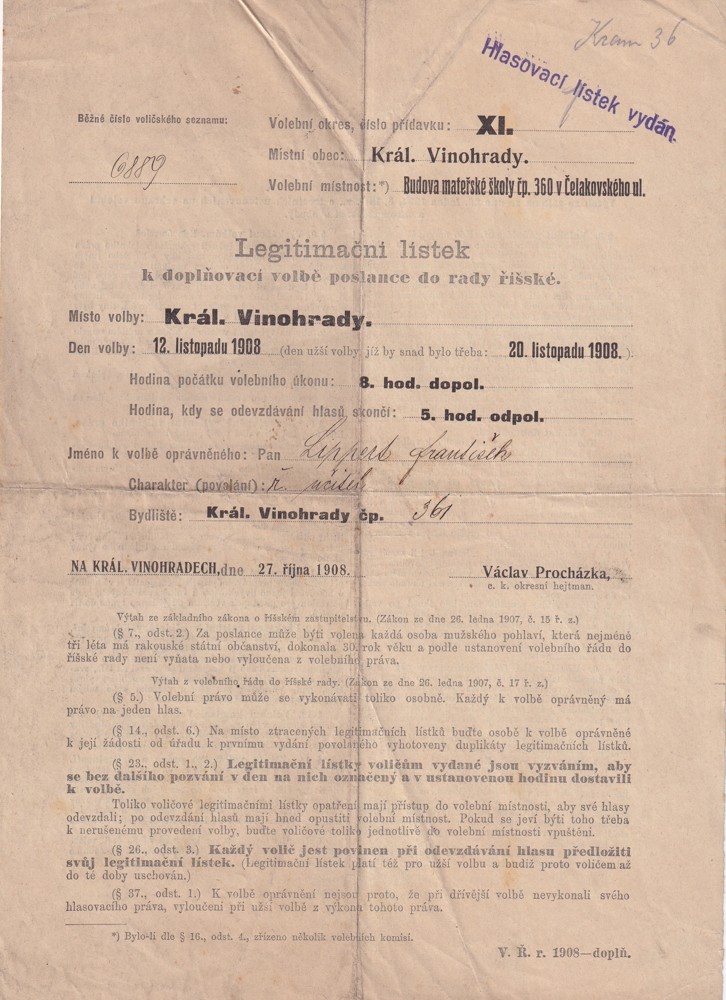 Kram 36
Hlasovací lístek vydán.
Běžné číslo voličského seznamu:
6889
Volební okres, číslo přídavku: XI.
Místní obec: Král. Vinohrady.
Volební místnost:*) Budova mateřské školy čp. 360 v Čelakovského ul.
Legitimační lístek
k doplňovací volbě poslance do rady říšské.
Místo volby: Král. Vinohrady.
Den volby: 12. listopadu 1908 (den užší volby, jíž by snad bylo třeba: 20. listopadu 1908.).
Hodina počátku volebního úkonu: 8. hod. dopol.
Hodina, kdy se odevzdávání hlasů skončí: 5. hod. odpol.
Jméno k volbě oprávněného: Pan Lippert František
Charakter (povolání): ř. učitel
Bydliště: Král. Vinohrady čp. 361
NA KRÁL. VINOHRADECH, dne 27. října 1908.
Václav Procházka,
c. k. okresní hejtman.
Výtah ze základního zákona o říšském zastupitelstvu. (Zákon ze dne 26. ledna 1907, č. 15 ř. z.)
(§ 7., odst. 2.) Za poslance může býti volena každá osoba mužského pohlaví, která nejméně
tři léta má rakouské státní občanství, dokonala 30. rok věku a podle ustanovení volebního řádu do
říšské rady není vyňata nebo vyloučena z volebního práva.
Výtah z volebního řádu do říšské rady. (Zákon ze dne 26. ledna 1907, č. 17 ř. z.)
(§ 5.) Volební právo může se vykonávati toliko osobně. Každý k volbě oprávněný má
právo na jeden hlas.
(§ 14., odst. 6.) Na místo ztracených legitimačních lístků buďte osobě k volbě oprávněné
k její žádosti od úřadu k prvnímu vydání povolaného vyhotoveny duplikáty legitimačních lístků.
(§ 23., odst. 1., 2.) Legitimační lístky voličům vydané jsou vyzváním, aby
se bez dalšího pozvání v den na nich označený a v ustanovenou hodinu dostavili
k volbě.
Toliko voličové legitimačními lístky opatření mají přístup do volební místnosti, aby své hlasy
odevzdali; po odevzdání hlasů mají hned opustiti volební místnost. Pokud se jeví býti toho třeba
k nerušenému provedení volby, buďte voličové toliko jednotlivě do volební místnosti vpuštěni.
(§ 26., odst. 3.) Každý volič jest povinen při odevzdávání hlasu předložiti
svůj legitimační lístek. (Legitimační lístek platí též pro užší volbu a budiž proto voličem až
do té doby uschován.)
(§ 37., odst. 1.) K volbě oprávnění nejsou proto, že při dřívější volbě nevykonali svého
hlasovacího práva, vyloučeni při užší volbě z výkonu tohoto práva.
*) Bylo-li dle § 16., odst. 4., zřízeno několik volebních komisí.
V. Ř. r. 1908—doplň.